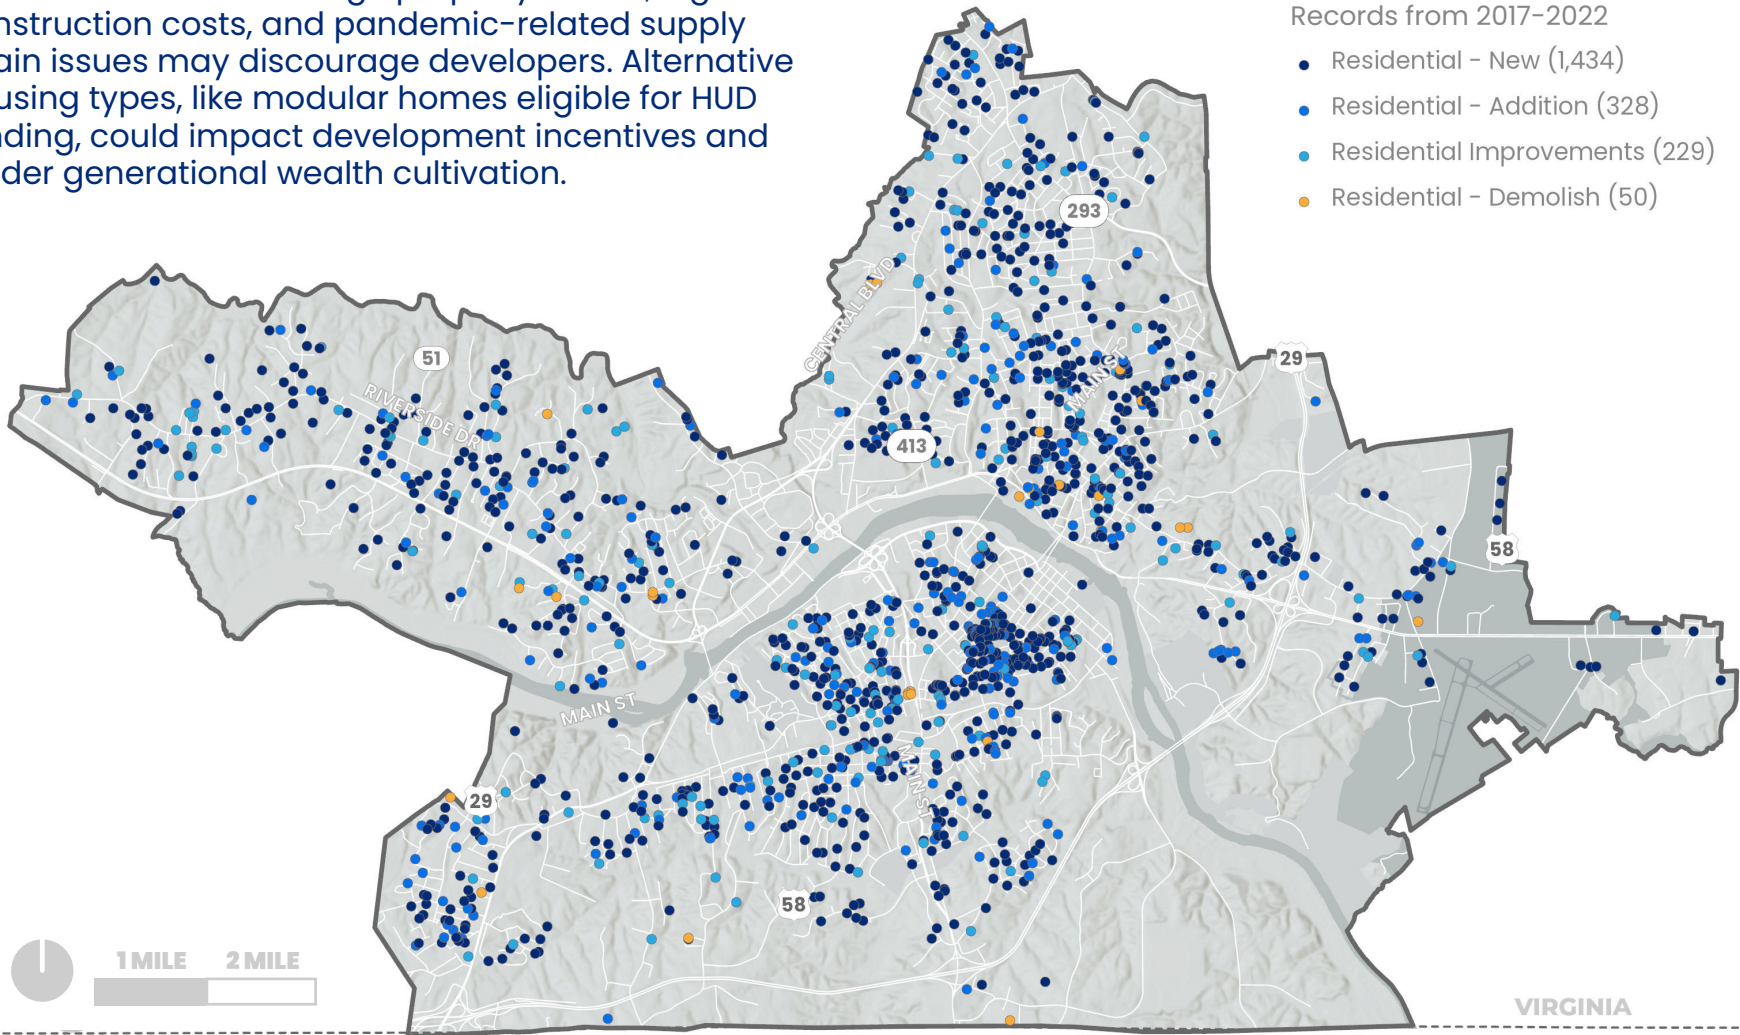 nstruction costs, and pandemic-related supply
ain issues may discourage developers. Alternative
using types, like modular homes eligible for HUD
nding, could impact development incentives and
der generational wealth cultivation.
Records from 2017-2022
Residential - New (1,434)
Residential - Addition (328)
Residential Improvements (229)
Residential - Demolish (50)
293
CENTRAL BLVD
51
RIVERSIDE DR
MAIN ST
29
413
58
MAIN ST
MAIN ST
29
58
1 MILE 2 MILE
VIRGINIA